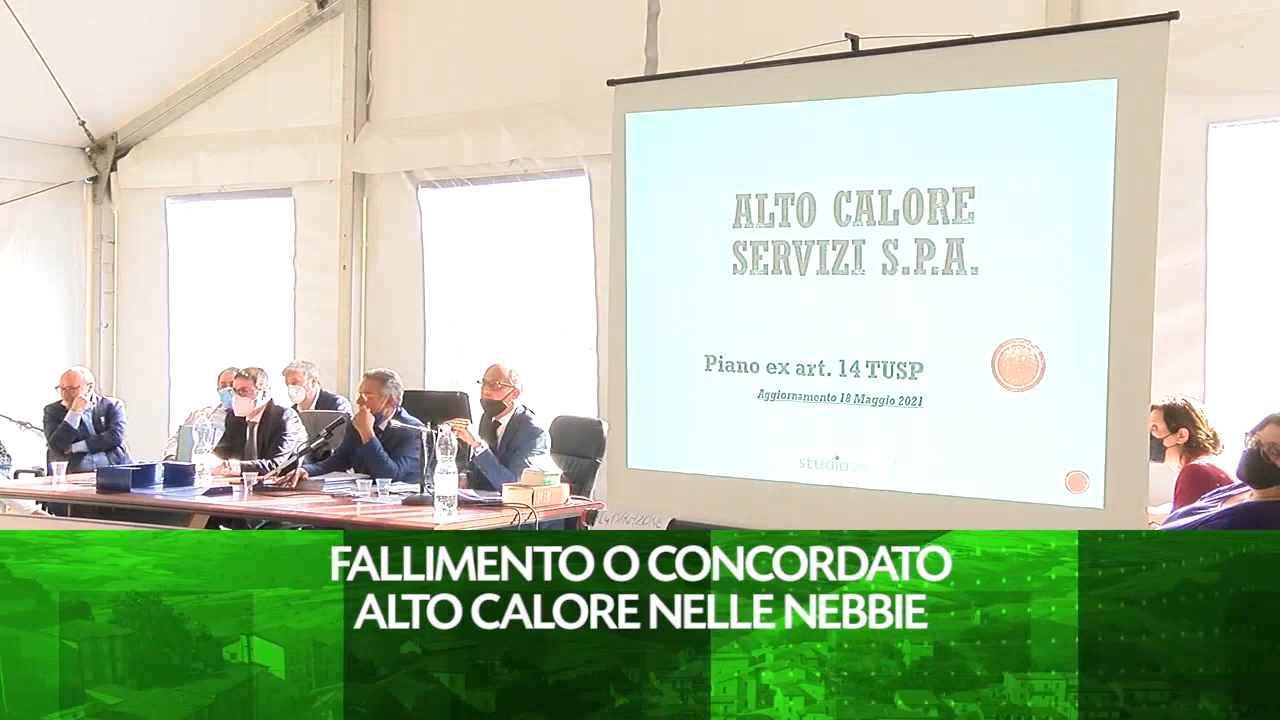 ALTO CALORE
SERVIZI S.P.A.
Piano ex art. 14 TUSP
Aggiornamento 18 Maggio 2021
FALLIMENTO O CONCORDATO
ALTO CALORE NELLE NEBBIE